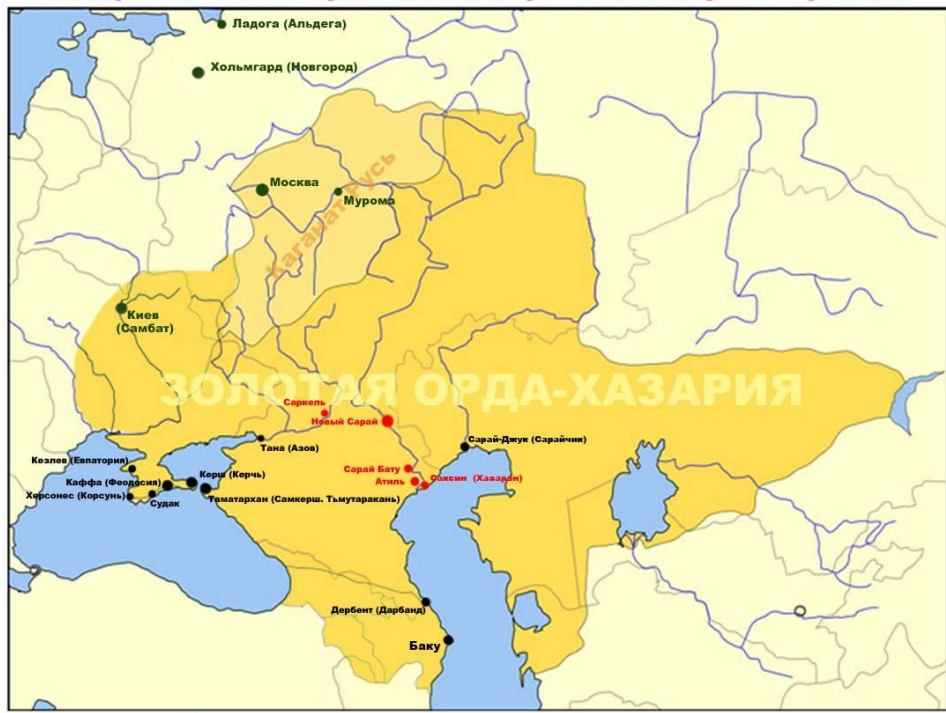 Ладога (Альдега)
Хольмгард (Новгород)
Москва
Мурома
Каганат Русь
Киев
(Самбат)
ЗОЛОТАЯ ОРДА-ХАЗАРИЯ
Саркель
Новый Сарай
Тана (Азов)
Сарай-Джук (Сарайчик)
Кезлев (Евпатория)
Сарай Бату
Керш (Керчь)
Атиль
Саксин (Хазаран)
Каффа (Феодосия)
Херсонес (Корсунь)
Таматархан (Самкерш. Тьмутаракань)
Судак
Дербент (Дарбанд)
Баку